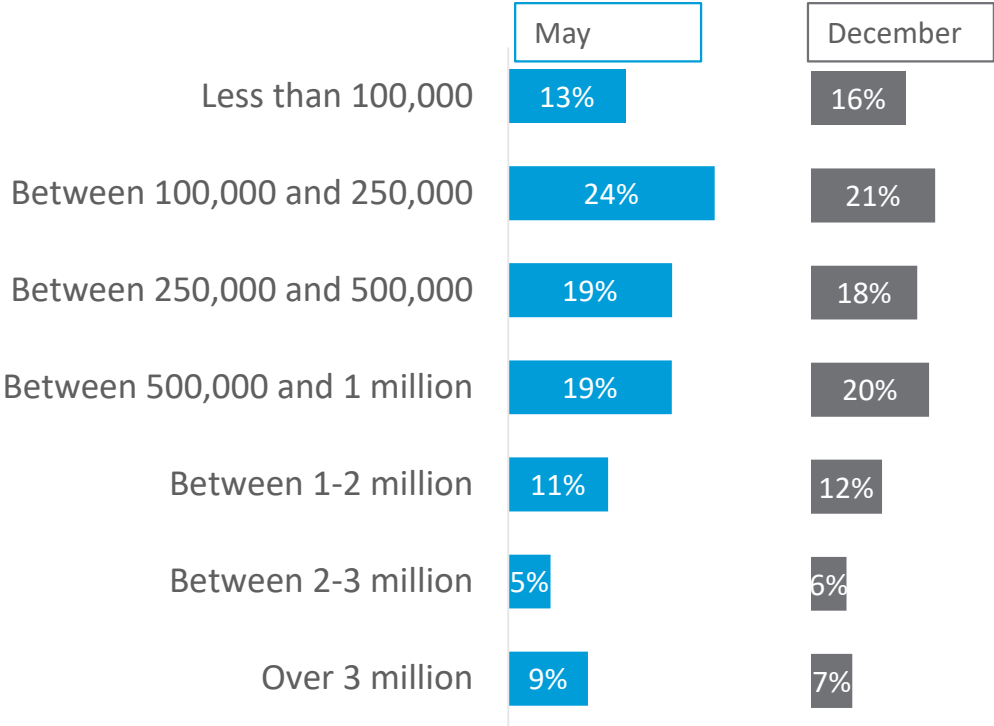 May December
Less than 100,000 13% 16%
Between 100,000 and 250,000 24% 21%
Between 250,000 and 500,000 19% 18%
Between 500,000 and 1 million 19% 20%
Between 1-2 million 11% 12%
Between 2-3 million 5% 6%
Over 3 million 9% 7%